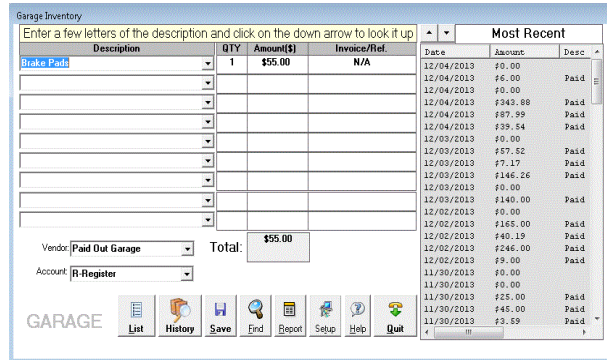 Garage Inventory
Enter a few letters of the description and click on the down arrow to look it up
Most Recent
Description QTY Amount($) Invoice/Ref.
Brake Pads 1 $55.00 N/A
Date Amount Desc
12/04/2013 $0.00
12/04/2013 $6.00 Paid
12/04/2013 $0.00
12/04/2013 $343.88 Paid
12/04/2013 $87.99 Paid
12/04/2013 $39.54 Paid
12/03/2013 $0.00
12/03/2013 $57.52 Paid
12/03/2013 $7.17 Paid
12/03/2013 $146.26 Paid
12/03/2013 $0.00
12/03/2013 $140.00 Paid
12/02/2013 $0.00
12/02/2013 $165.00 Paid
12/02/2013 $40.19 Paid
12/02/2013 $246.00 Paid
12/02/2013 $9.00 Paid
11/30/2013 $0.00
11/30/2013 $0.00
11/30/2013 $25.00 Paid
11/30/2013 $45.00 Paid
11/30/2013 $3.59 Paid
Vendor: Paid Out Garage
Total: $55.00
Account: R-Register
GARAGE
List History Save Find Report Setup Help Quit